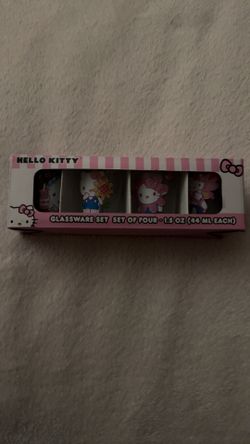 HELLO KITTY
GLASSWARE SET SET OF FOUR - 1.5 OZ (44 ML EACH)